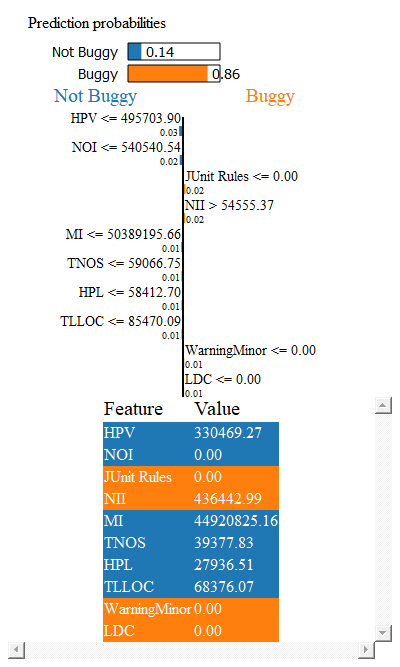 Prediction probabilities
Not Buggy 0.14
Buggy 0.86
Not Buggy Buggy
HPV <= 495703.90
0.03
NOI <= 540540.54
0.02
JUnit Rules <= 0.00
0.02
NII > 54555.37
0.02
MI <= 50389195.66
0.01
TNOS <= 59066.75
0.01
HPL <= 58412.70
0.01
TLLOC <= 85470.09
0.01
WarningMinor <= 0.00
0.01
LDC <= 0.00
0.01
Feature Value
HPV 330469.27
NOI 0.00
JUnit Rules 0.00
NII 436442.99
MI 44920825.16
TNOS 39377.83
HPL 27936.51
TLLOC 68376.07
WarningMinor 0.00
LDC 0.00